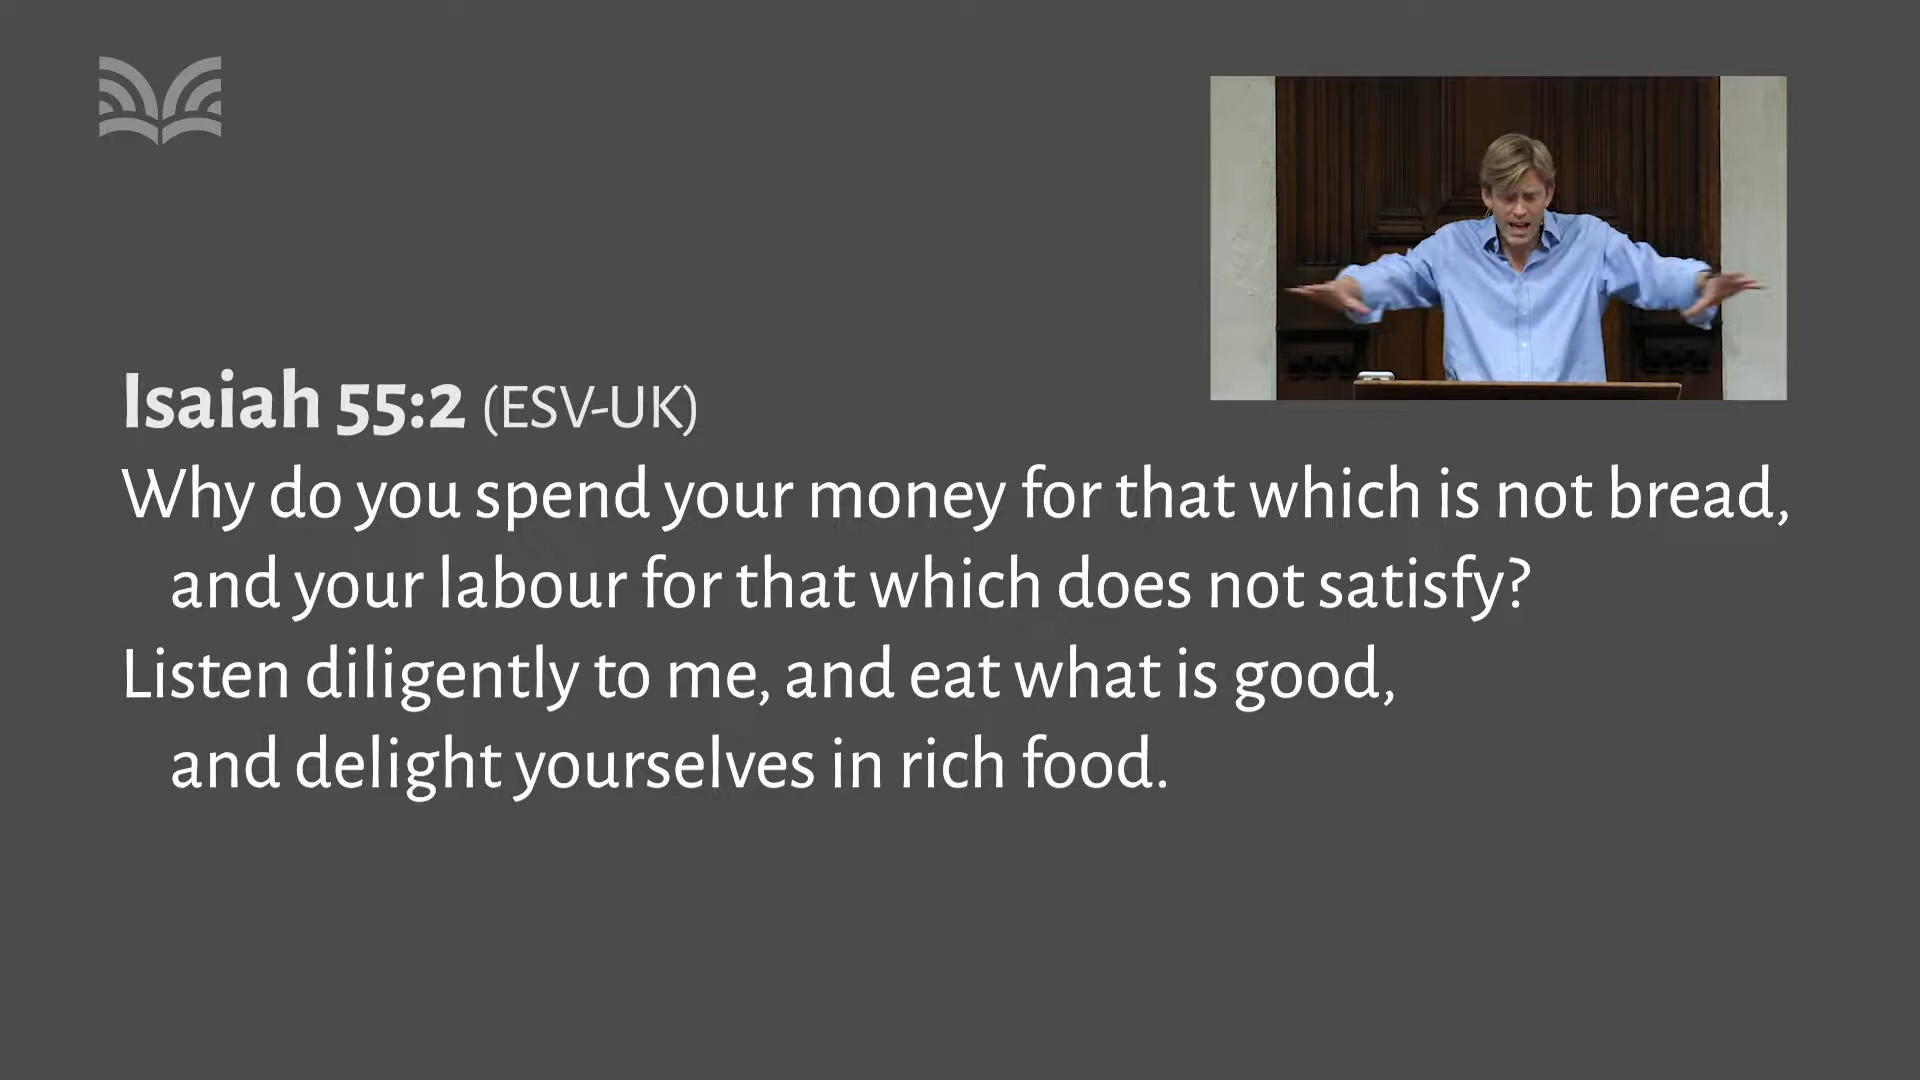 Isaiah 55:2 (ESV-UK)
Why do you spend your money for that which is not bread,
and your labour for that which does not satisfy?
Listen diligently to me, and eat what is good,
and delight yourselves in rich food.